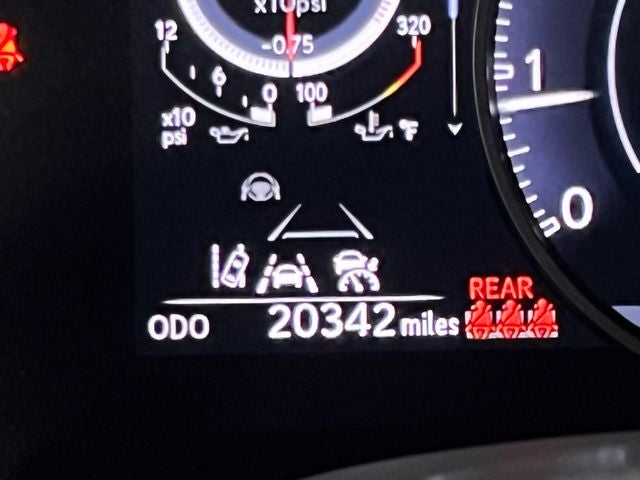 x10psi
-0.75
12 320
6
0 100
x10
psi
°F
1
0
REAR
ODO 20342 miles